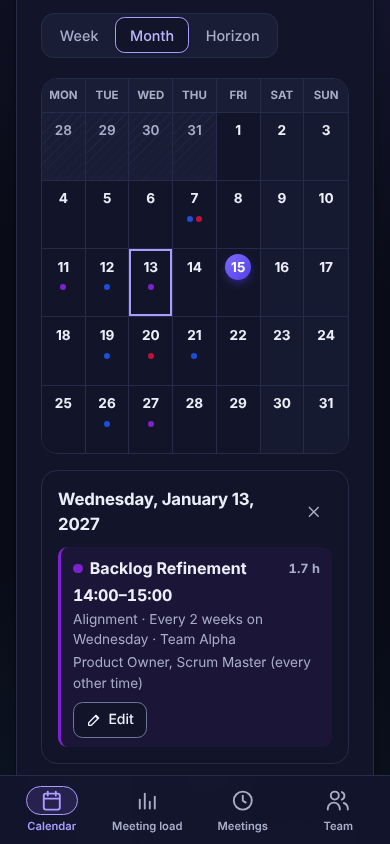 Week Month Horizon
MON TUE WED THU FRI SAT SUN
28 29 30 31 1 2 3
4 5 6 7 8 9 10
11 12 13 14 15 16 17
18 19 20 21 22 23 24
25 26 27 28 29 30 31
Wednesday, January 13,
2027
Backlog Refinement 1.7 h
14:00–15:00
Alignment · Every 2 weeks on
Wednesday · Team Alpha
Product Owner, Scrum Master (every
other time)
Edit
Calendar Meeting load Meetings Team